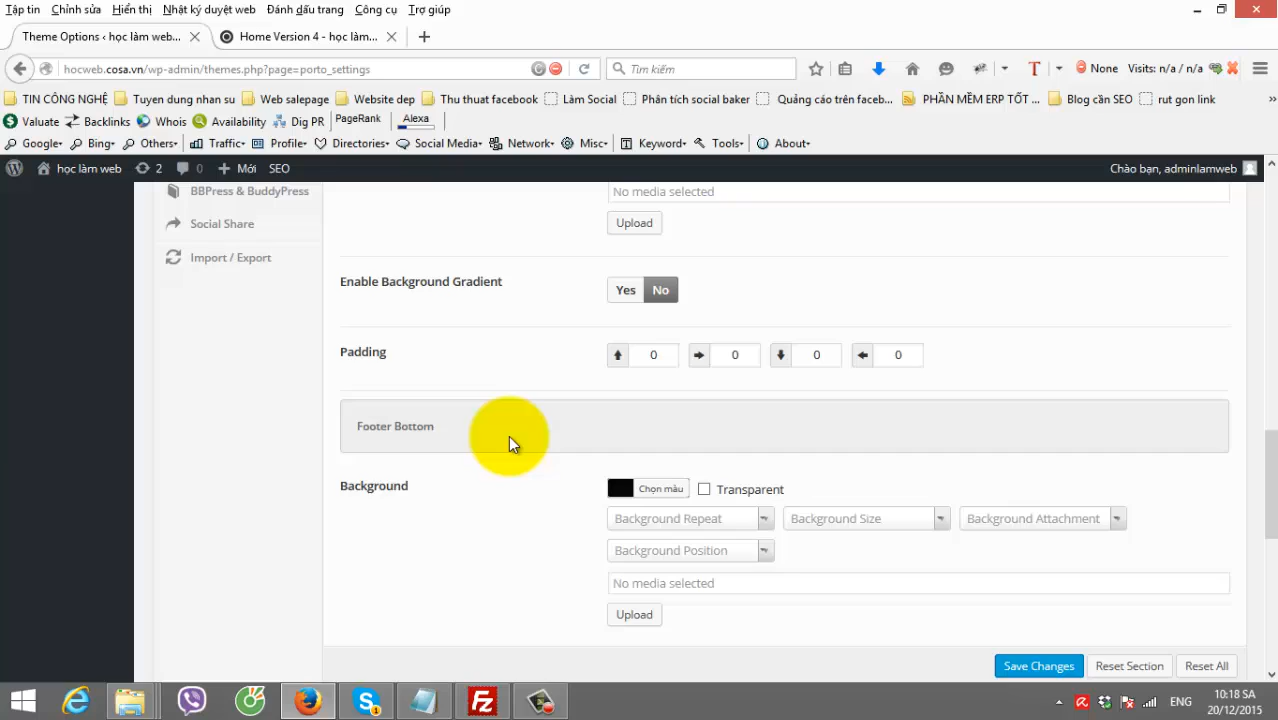 Tập tin Chỉnh sửa Hiển thị Nhật ký duyệt web Đánh dấu trang Công cụ Trợ giúp
Theme Options ‹ học làm web... Home Version 4 - học làm...
hocweb.cosa.vn/wp-admin/themes.php?page=porto_settings Tìm kiếm None Visits: n/a / n/a
TIN CÔNG NGHỆ Tuyen dung nhan su Web salepage Website dep Thu thuat facebook Làm Social Phân tích social baker Quảng cáo trên faceb... PHẦN MỀM ERP TỐT ... Blog cần SEO rut gon link
Valuate Backlinks Whois Availability Dig PR PageRank Alexa
Google Bing Others Traffic Profile Directories Social Media Network Misc Keyword Tools About
học làm web 2 0 Mới SEO Chào bạn, adminlamweb
BBPress & BuddyPress
No media selected
Social Share
Upload
Import / Export
Enable Background Gradient
Yes No
Padding
0 0 0 0
Footer Bottom
Background
Chọn màu Transparent
Background Repeat Background Size Background Attachment
Background Position
No media selected
Upload
Save Changes Reset Section Reset All
ENG
10:18 SA
20/12/2015